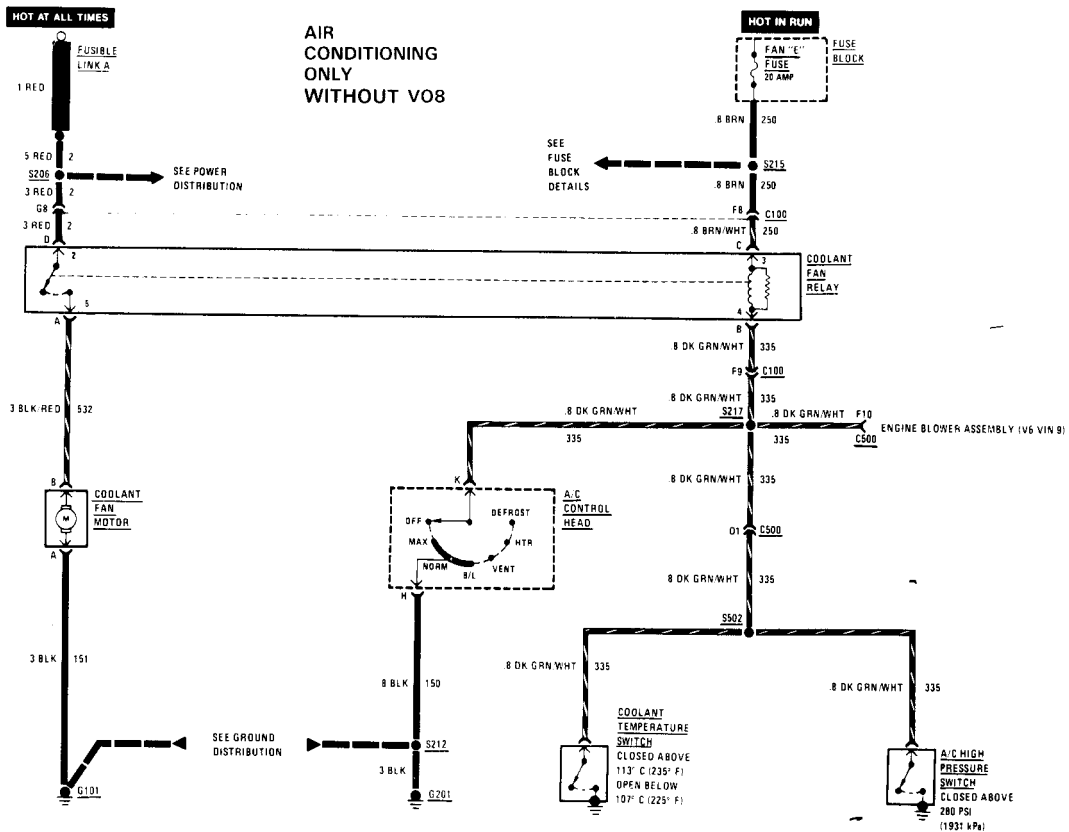 HOT AT ALL TIMES
FUSIBLE
LINK A
1 RED
5 RED
2
S206
3 RED
2
G8
3 RED
2
D
SEE POWER
DISTRIBUTION
AIR
CONDITIONING
ONLY
WITHOUT VO8
HOT IN RUN
FAN "E"
FUSE
20 AMP
FUSE
BLOCK
.8 BRN
250
SEE
FUSE
BLOCK
DETAILS
S215
.8 BRN
250
F8
C100
.8 BRN/WHT
250
C
2
5
3
4
COOLANT
FAN
RELAY
A
B
.8 DK GRN/WHT
335
F9
C100
.8 DK GRN/WHT
335
S217
3 BLK/RED
532
.8 DK GRN/WHT
335
.8 DK GRN/WHT
335
F10
C500
ENGINE BLOWER ASSEMBLY (V6 VIN 9)
.8 DK GRN/WHT
335
B
COOLANT
FAN
MOTOR
M
A
K
A/C
CONTROL
HEAD
OFF
MAX
NORM
B/L
VENT
HTR
DEFROST
H
D1
C500
8 DK GRN/WHT
335
S502
3 BLK
151
8 BLK
150
.8 DK GRN/WHT
335
.8 DK GRN/WHT
335
SEE GROUND
DISTRIBUTION
S212
3 BLK
G101
G201
COOLANT
TEMPERATURE
SWITCH
CLOSED ABOVE
113° C (235° F)
OPEN BELOW
107° C (225° F)
A/C HIGH
PRESSURE
SWITCH
CLOSED ABOVE
280 PSI
(1931 kPa)